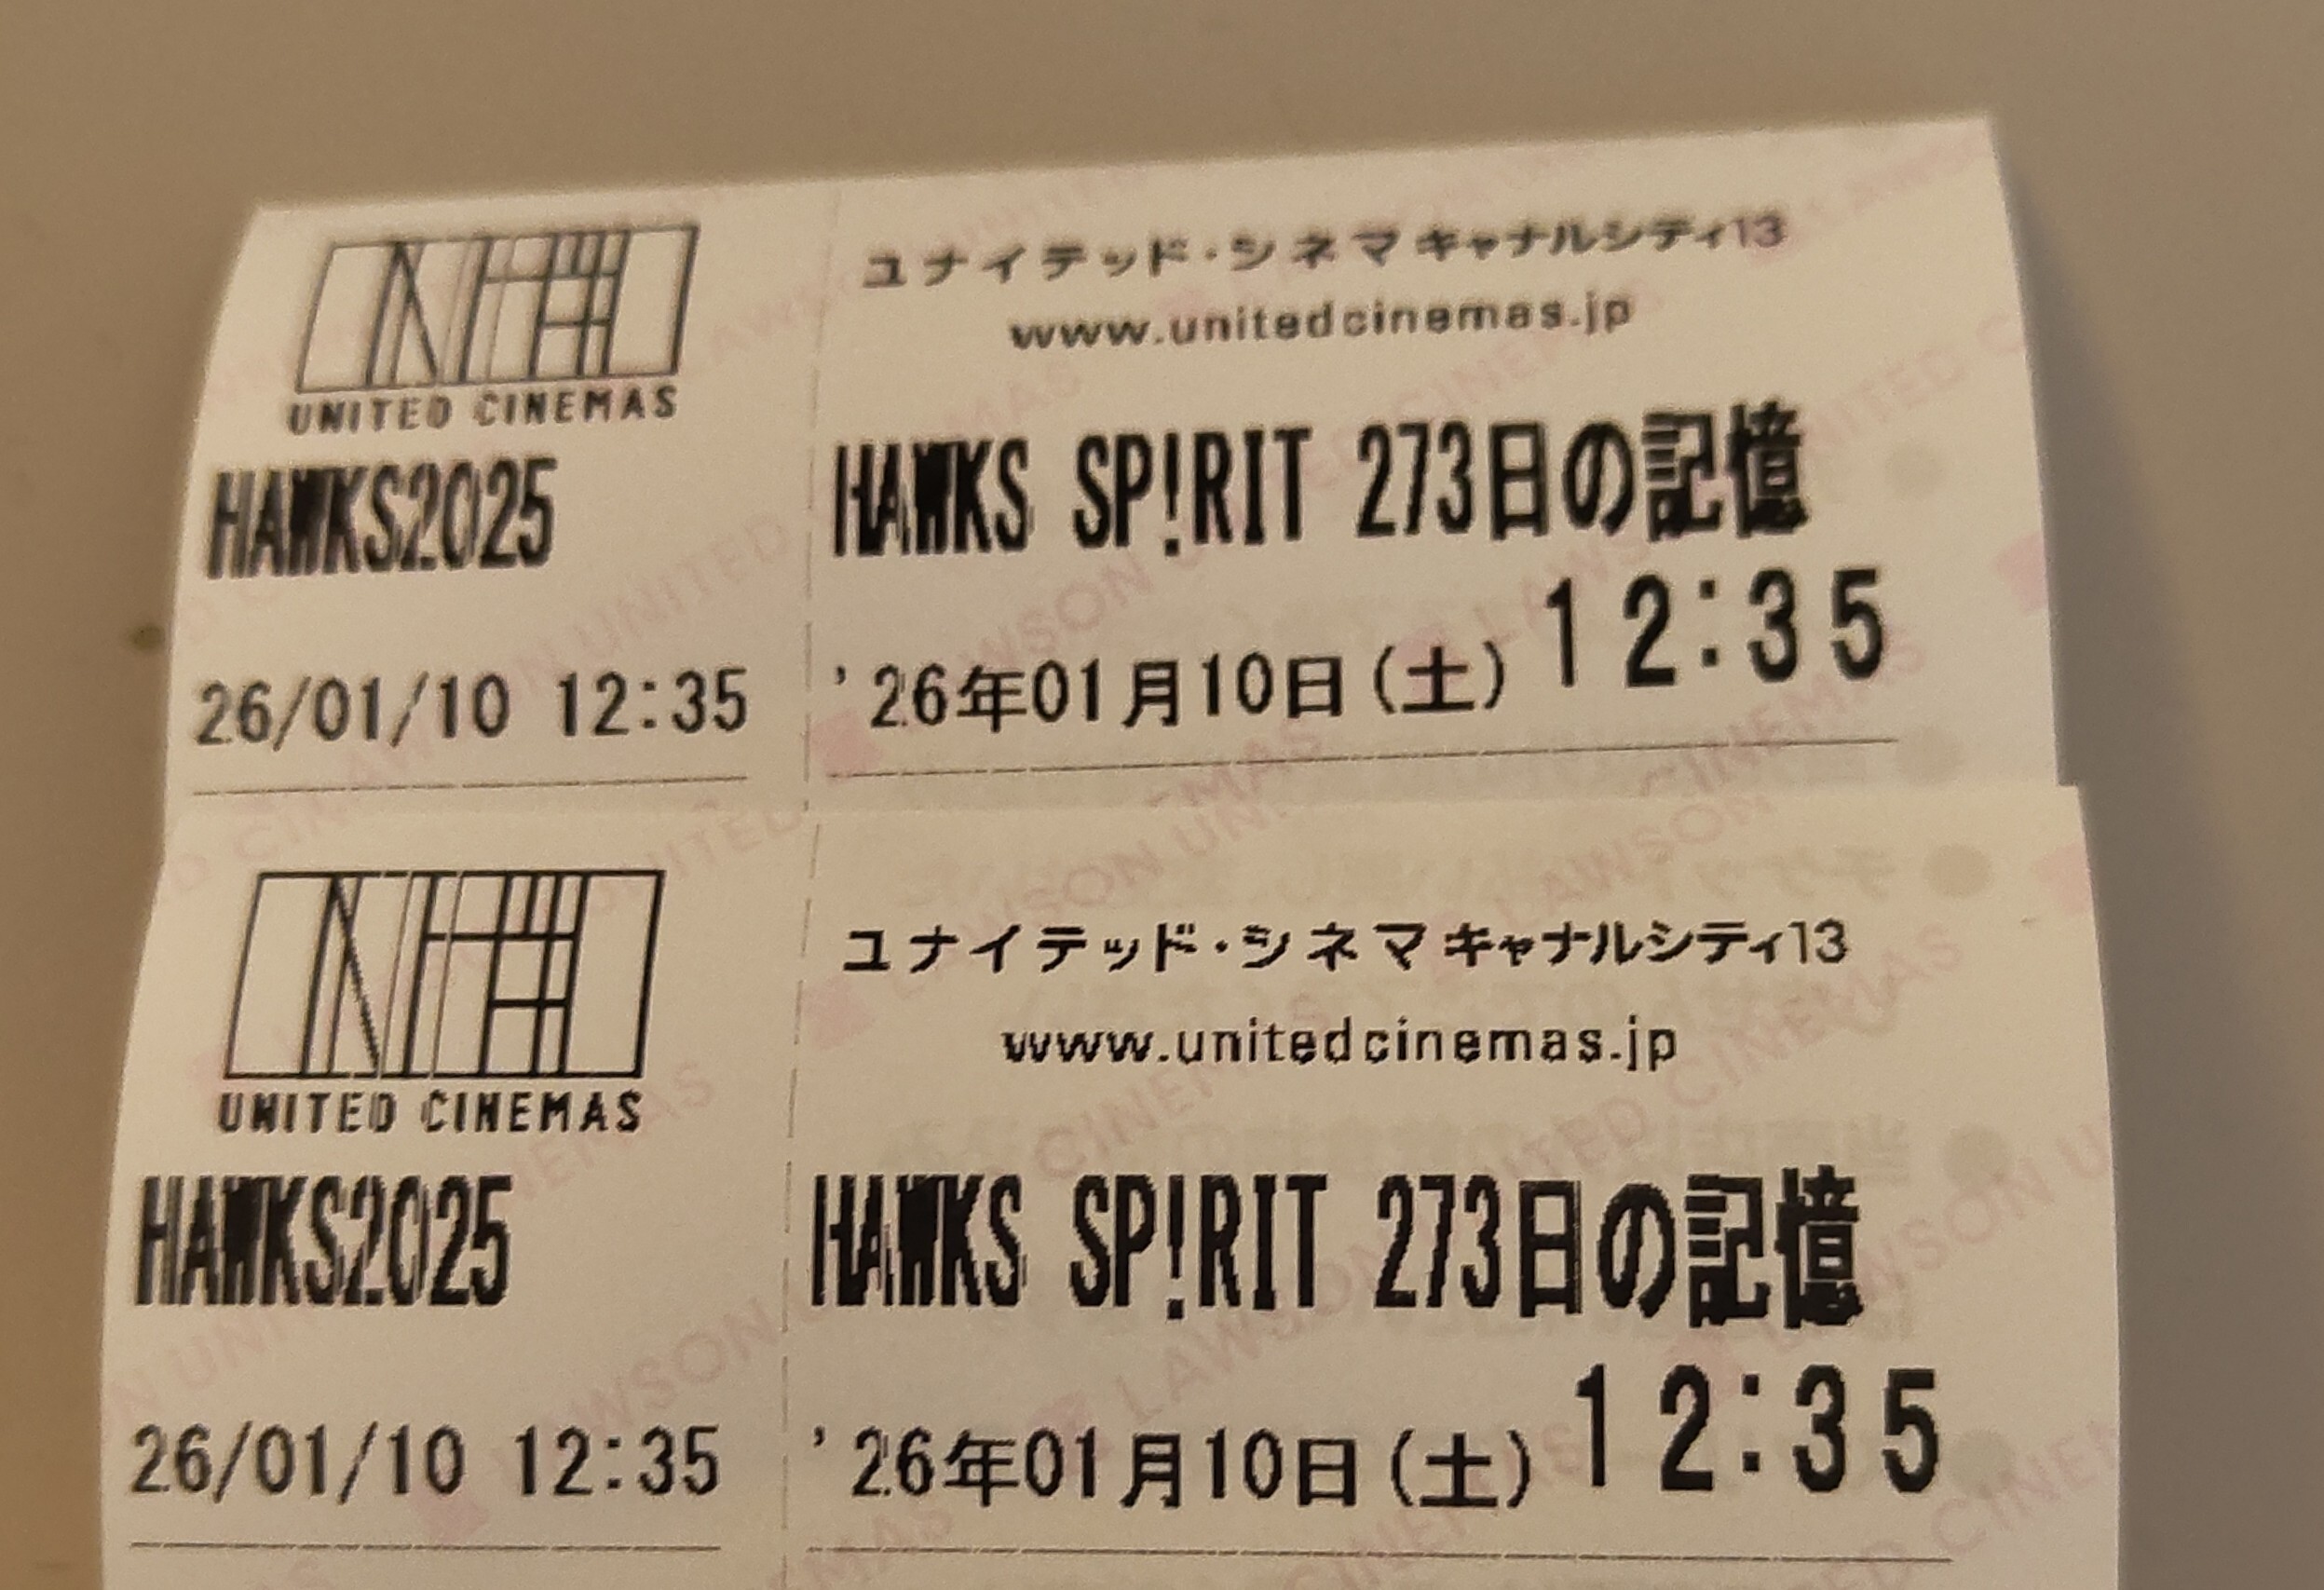 UNITED CINEMAS
HAWKS2025
26/01/10 12:35
ユナイテッド・シネマ キャナルシティ13
www.unitedcinemas.jp
HAWKS SP!RIT 273日の記憶
'26年01月10日(土) 12:35
UNITED CINEMAS
HAWKS2025
26/01/10 12:35
ユナイテッド・シネマ キャナルシティ13
www.unitedcinemas.jp
HAWKS SP!RIT 273日の記憶
'26年01月10日(土) 12:35
LAWSON UNITED CINEMAS